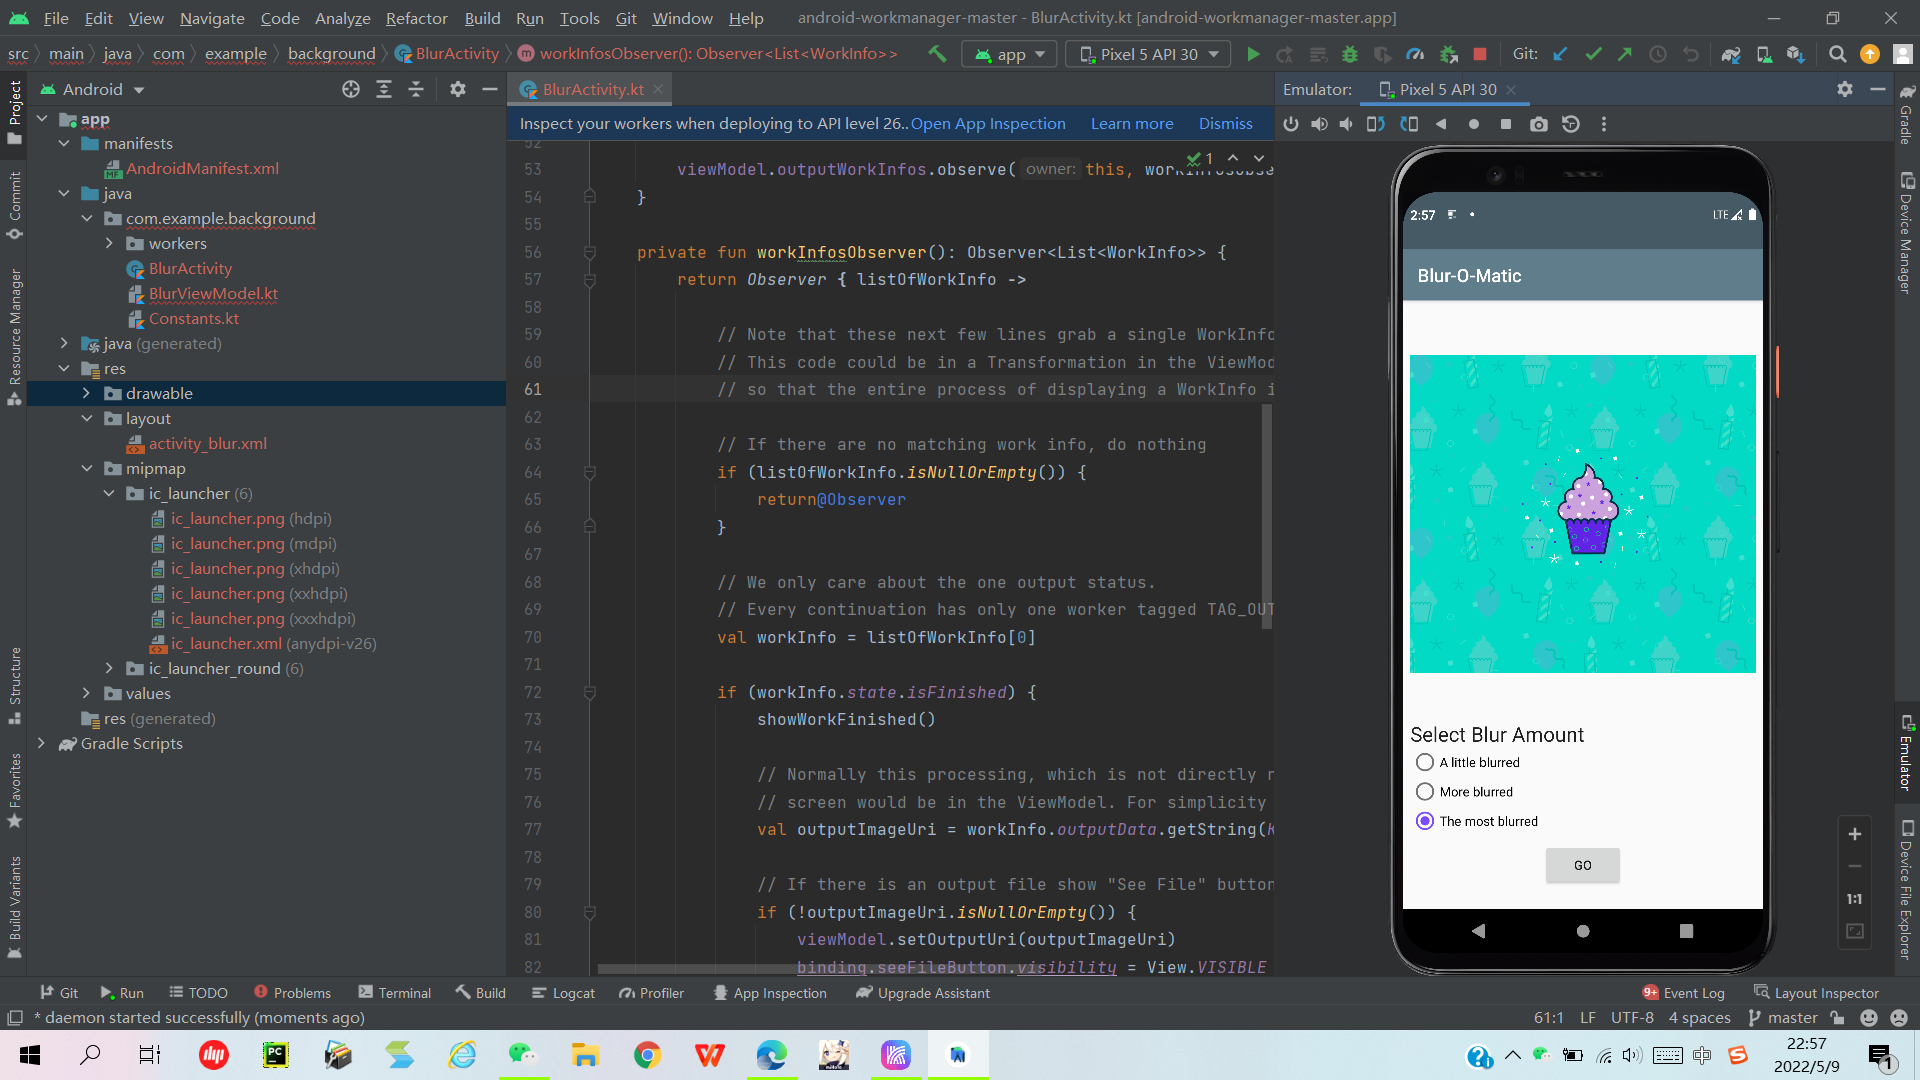 File Edit View Navigate Code Analyze Refactor Build Run Tools Git Window Help android-workmanager-master - BlurActivity.kt [android-workmanager-master.app]
src main java com example background BlurActivity workInfosObserver(): Observer<List<WorkInfo>> app Pixel 5 API 30 Git:
Project
Commit
Resource Manager
Structure
Favorites
Build Variants
Android
app
manifests
AndroidManifest.xml
java
com.example.background
workers
BlurActivity
BlurViewModel.kt
Constants.kt
java (generated)
res
drawable
layout
activity_blur.xml
mipmap
ic_launcher (6)
ic_launcher.png (hdpi)
ic_launcher.png (mdpi)
ic_launcher.png (xhdpi)
ic_launcher.png (xxhdpi)
ic_launcher.png (xxxhdpi)
ic_launcher.xml (anydpi-v26)
ic_launcher_round (6)
values
res (generated)
Gradle Scripts
BlurActivity.kt
Inspect your workers when deploying to API level 26.. Open App Inspection Learn more Dismiss
1
52
53 viewModel.outputWorkInfos.observe( owner: this, workInfosObse
54 }
55
56 private fun workInfosObserver(): Observer<List<WorkInfo>> {
57 return Observer { listOfWorkInfo ->
58
59 // Note that these next few lines grab a single WorkInfo
60 // This code could be in a Transformation in the ViewMod
61 // so that the entire process of displaying a WorkInfo i
62
63 // If there are no matching work info, do nothing
64 if (listOfWorkInfo.isNullOrEmpty()) {
65 return@Observer
66 }
67
68 // We only care about the one output status.
69 // Every continuation has only one worker tagged TAG_OUT
70 val workInfo = listOfWorkInfo[0]
71
72 if (workInfo.state.isFinished) {
73 showWorkFinished()
74
75 // Normally this processing, which is not directly r
76 // screen would be in the ViewModel. For simplicity
77 val outputImageUri = workInfo.outputData.getString(K
78
79 // If there is an output file show "See File" button
80 if (!outputImageUri.isNullOrEmpty()) {
81 viewModel.setOutputUri(outputImageUri)
82 binding.seeFileButton.visibility = View.VISIBLE
Emulator: Pixel 5 API 30
2:57 LTE
Blur-O-Matic
Select Blur Amount
A little blurred
More blurred
The most blurred
GO
1:1
Gradle
Device Manager
Emulator
Device File Explorer
Git Run TODO Problems Terminal Build Logcat Profiler App Inspection Upgrade Assistant 9+ Event Log Layout Inspector
* daemon started successfully (moments ago) 61:1 LF UTF-8 4 spaces master
PC
中
22:57
2022/5/9
1